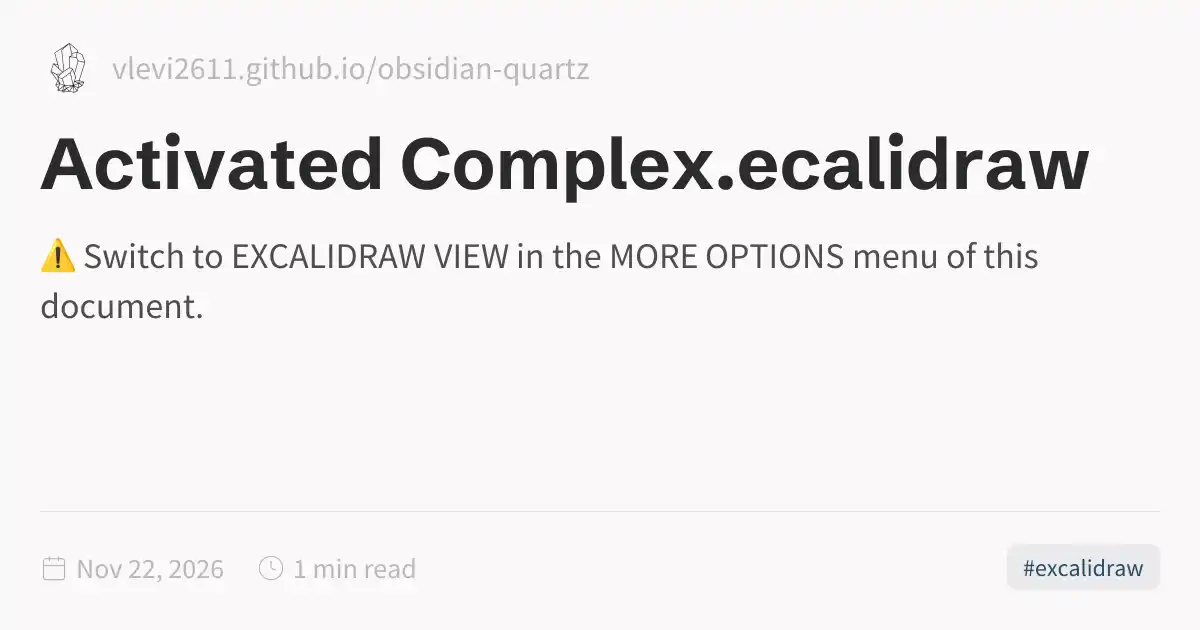 vlevi2611.github.io/obsidian-quartz
Activated Complex.ecalidraw
⚠️ Switch to EXCALIDRAW VIEW in the MORE OPTIONS menu of this
document.
Nov 22, 2026 1 min read #excalidraw